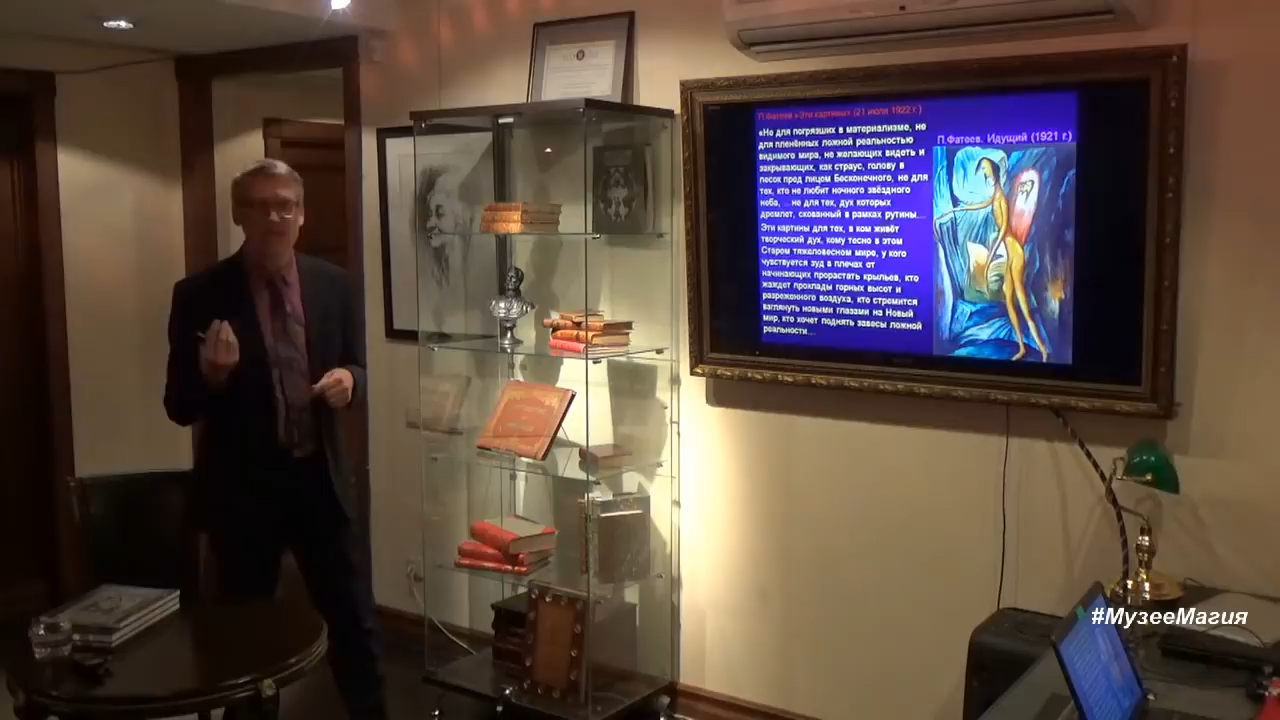 П.Фатеев «Эти картины» (21 июля 1922 г.)
«Не для погрязших в материализме, не
для пленённых ложной реальностью
видимого мира, не желающих видеть и
закрывающих, как страус, голову в
песок пред лицом Бесконечного, не для
тех, кто не любит ночного звёздного
неба, ... не для тех, дух которых
дремлет, скованный в рамках рутины...
Эти картины для тех, в ком живёт
творческий дух, кому тесно в этом
Старом тяжеловесном мире, у кого
чувствуется зуд в плечах от
начинающих прорастать крыльев, кто
жаждет прохлады горных высот и
разреженного воздуха, кто стремится
взглянуть новыми глазами на Новый
мир, кто хочет поднять завесы ложной
реальности...
П.Фатеев. Идущий (1921 г.)
#МузееМагия